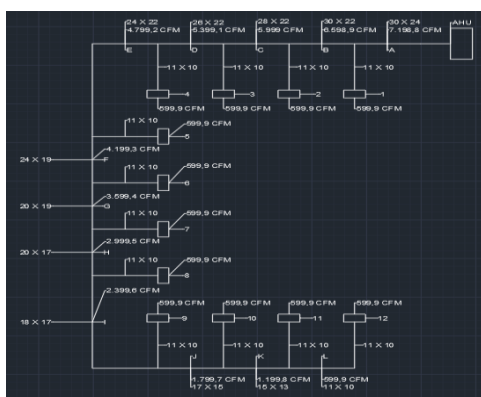 24 X 22 26 X 22 28 X 22 30 X 22 30 X 24 AHU
4.799,2 CFM 5.399,1 CFM 5.999 CFM 6.598,9 CFM 7.198,8 CFM
E D C B A
11 X 10 11 X 10 11 X 10 11 X 10
4 3 2 1
599,9 CFM 599,9 CFM 599,9 CFM 599,9 CFM
11 X 10 599,9 CFM
5
4.199,3 CFM
24 X 19 F
11 X 10 599,9 CFM
6
3.599,4 CFM
20 X 19 G
11 X 10 599,9 CFM
7
2.999,5 CFM
20 X 17 H
11 X 10 599,9 CFM
8
2.399,6 CFM
599,9 CFM 599,9 CFM 599,9 CFM 599,9 CFM
18 X 17 I 9 10 11 12
11 X 10 11 X 10 11 X 10 11 X 10
J K L
1.799,7 CFM 1.199,8 CFM 599,9 CFM
17 X 15 15 X 13 11 X 10